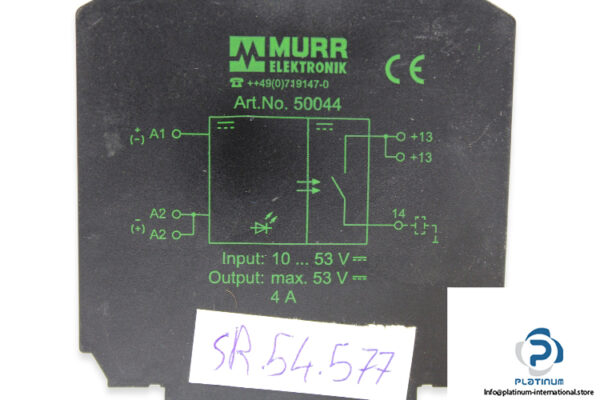 MURR
ELEKTRONIK
CE
☎ ++49(0)719147-0
Art.No. 50044
+
(-) A1
+13
+13
A2
14
-
(+) A2
Input: 10 ... 53 V
Output: max. 53 V
4 A
SR.54.577
PLATINUM
Info@platinum-international.store